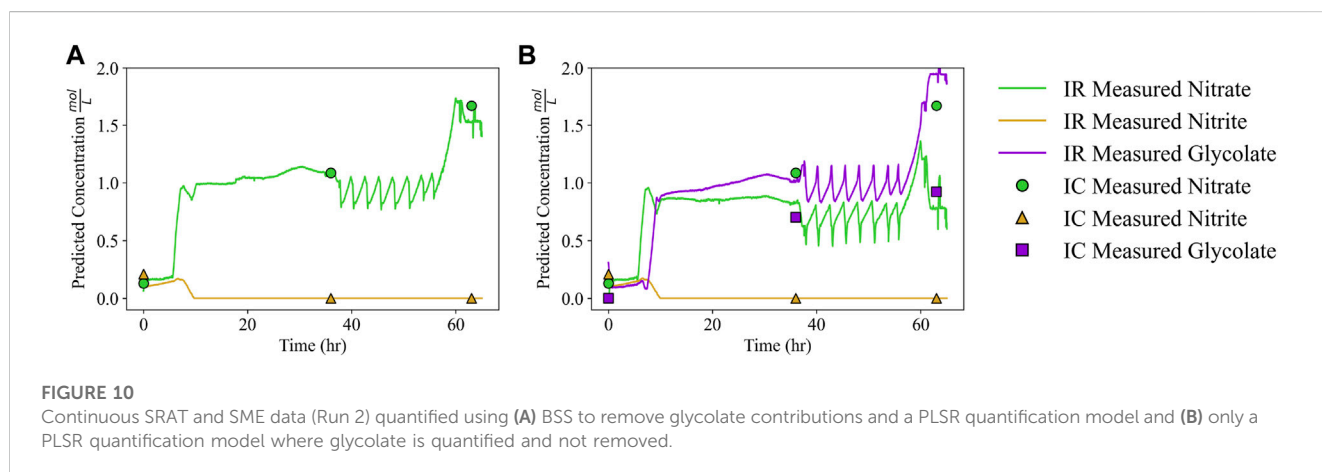 A
B
2.0
1.5
1.0
0.5
0.0
Predicted Concentration mol/L
0
20
40
60
Time (hr)
2.0
1.5
1.0
0.5
0.0
Predicted Concentration mol/L
0
20
40
60
Time (hr)
IR Measured Nitrate
IR Measured Nitrite
IR Measured Glycolate
IC Measured Nitrate
IC Measured Nitrite
IC Measured Glycolate
FIGURE 10
Continuous SRAT and SME data (Run 2) quantified using (A) BSS to remove glycolate contributions and a PLSR quantification model and (B) only a
PLSR quantification model where glycolate is quantified and not removed.